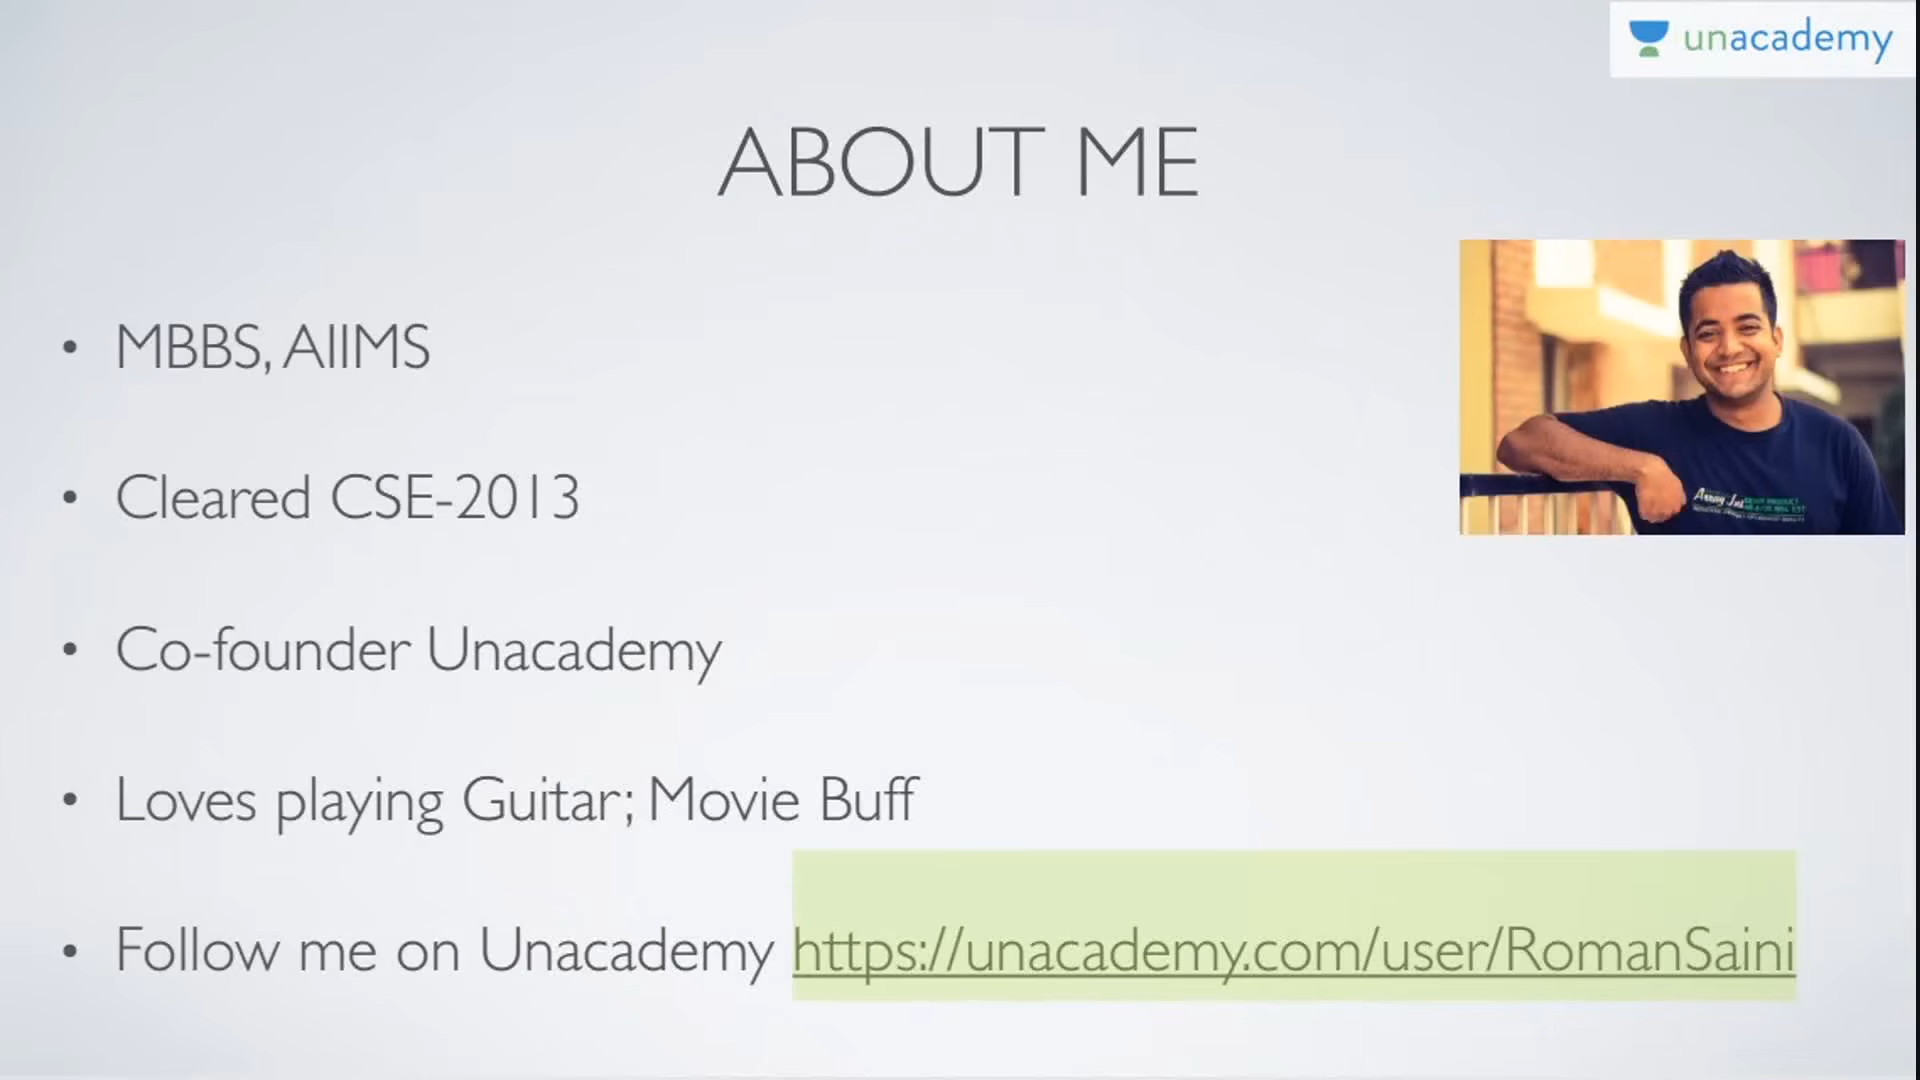 unacademy
ABOUT ME
• MBBS, AIIMS
• Cleared CSE-2013
• Co-founder Unacademy
• Loves playing Guitar; Movie Buff
• Follow me on Unacademy https://unacademy.com/user/RomanSaini